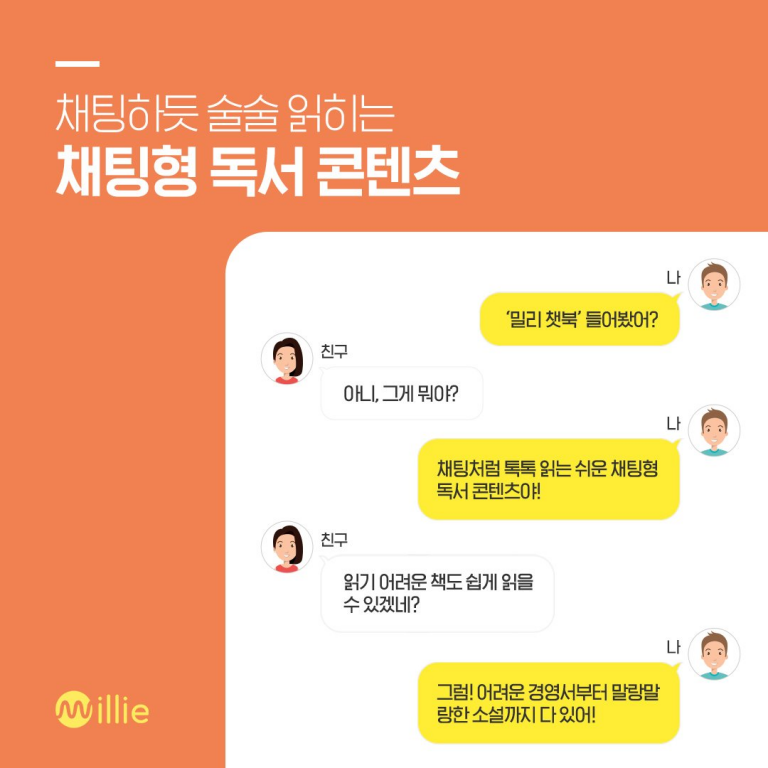 채팅하듯 술술 읽히는
채팅형 독서 콘텐츠
나
‘밀리 챗북’ 들어봤어?
친구
아니, 그게 뭐야?
나
채팅처럼 톡톡 읽는 쉬운 채팅형
독서 콘텐츠야!
친구
읽기 어려운 책도 쉽게 읽을
수 있겠네?
나
그럼! 어려운 경영서부터 말랑말
랑한 소설까지 다 있어!
Millie